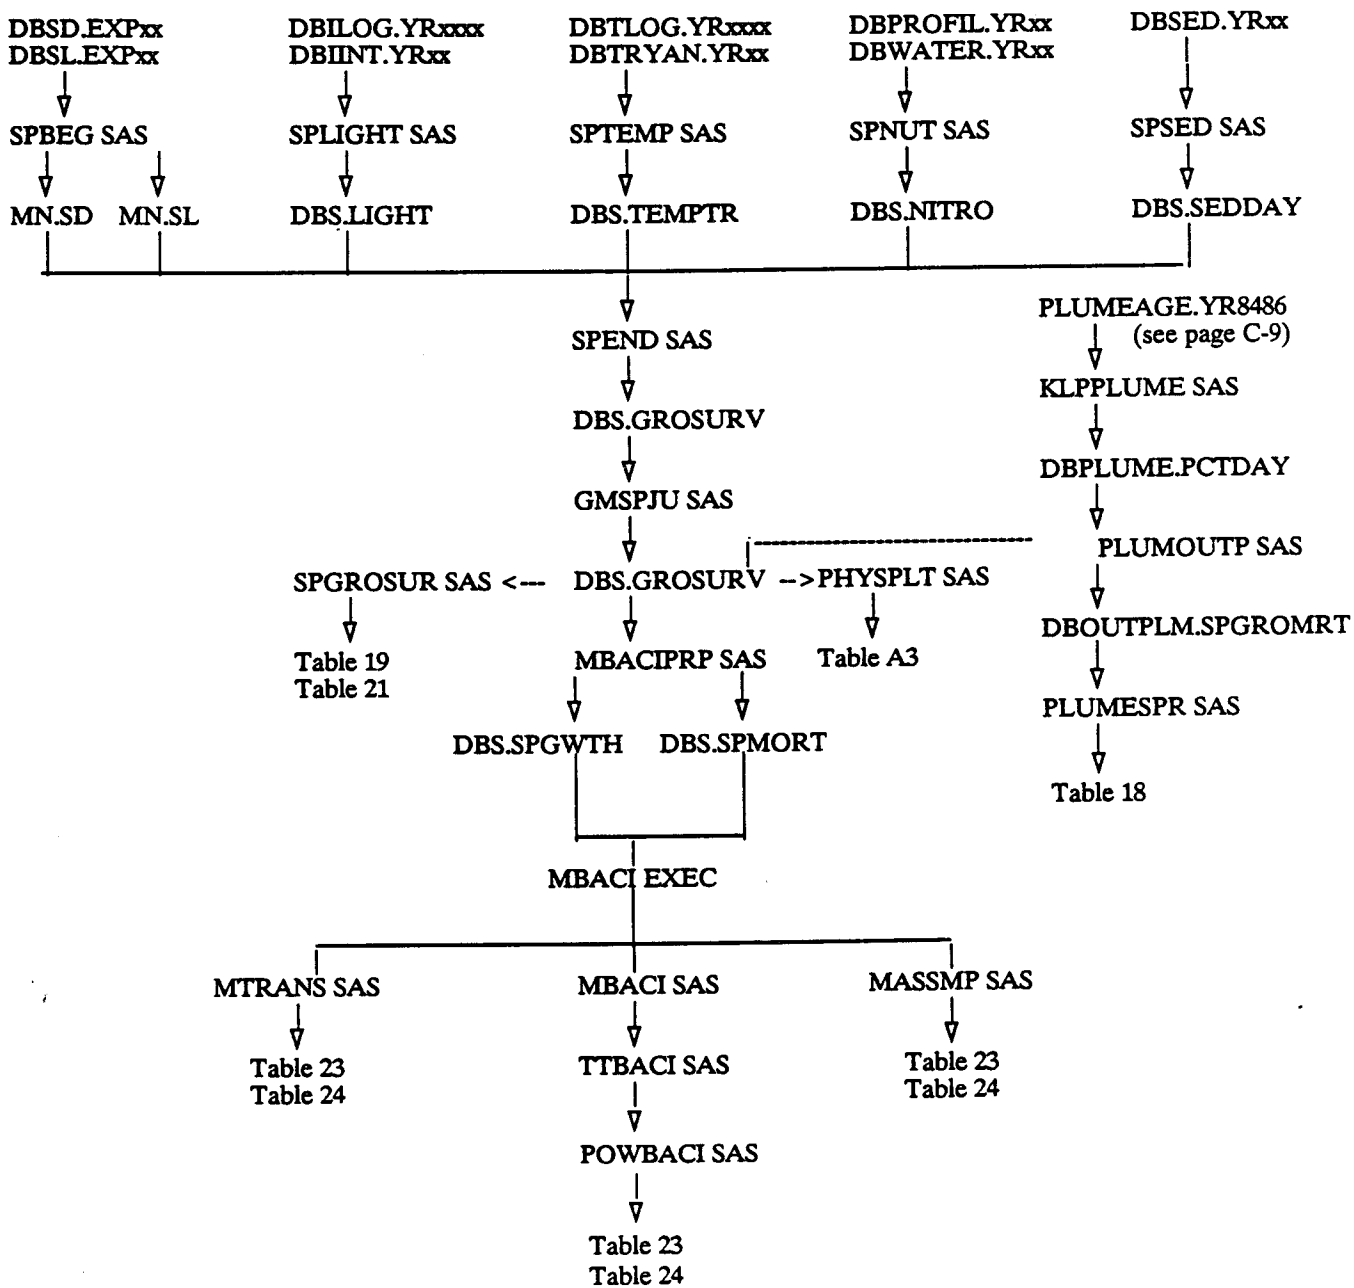 DBSD.EXPxx DBILOG.YRxxxx DBTLOG.YRxxxx DBPROFIL.YRxx DBSED.YRxx
DBSL.EXPxx DBIINT.YRxx DBTRYAN.YRxx DBWATER.YRxx
SPBEG SAS SPLIGHT SAS SPTEMP SAS SPNUT SAS SPSED SAS
MN.SD MN.SL DBS.LIGHT DBS.TEMPTR DBS.NITRO DBS.SEDDAY
PLUMEAGE.YR8486
(see page C-9)
SPEND SAS
KLPPLUME SAS
DBS.GROSURV
DBPLUME.PCTDAY
GMSPJU SAS
PLUMOUTP SAS
SPGROSUR SAS <--- DBS.GROSURV -->PHYSPLT SAS
DBOUTPLM.SPGROMRT
Table 19 MBACIPRP SAS Table A3
Table 21
PLUMESPR SAS
DBS.SPGWTH DBS.SPMORT
Table 18
MBACI EXEC
MTRANS SAS MBACI SAS MASSMP SAS
Table 23 TTBACI SAS Table 23
Table 24 Table 24
POWBACI SAS
Table 23
Table 24